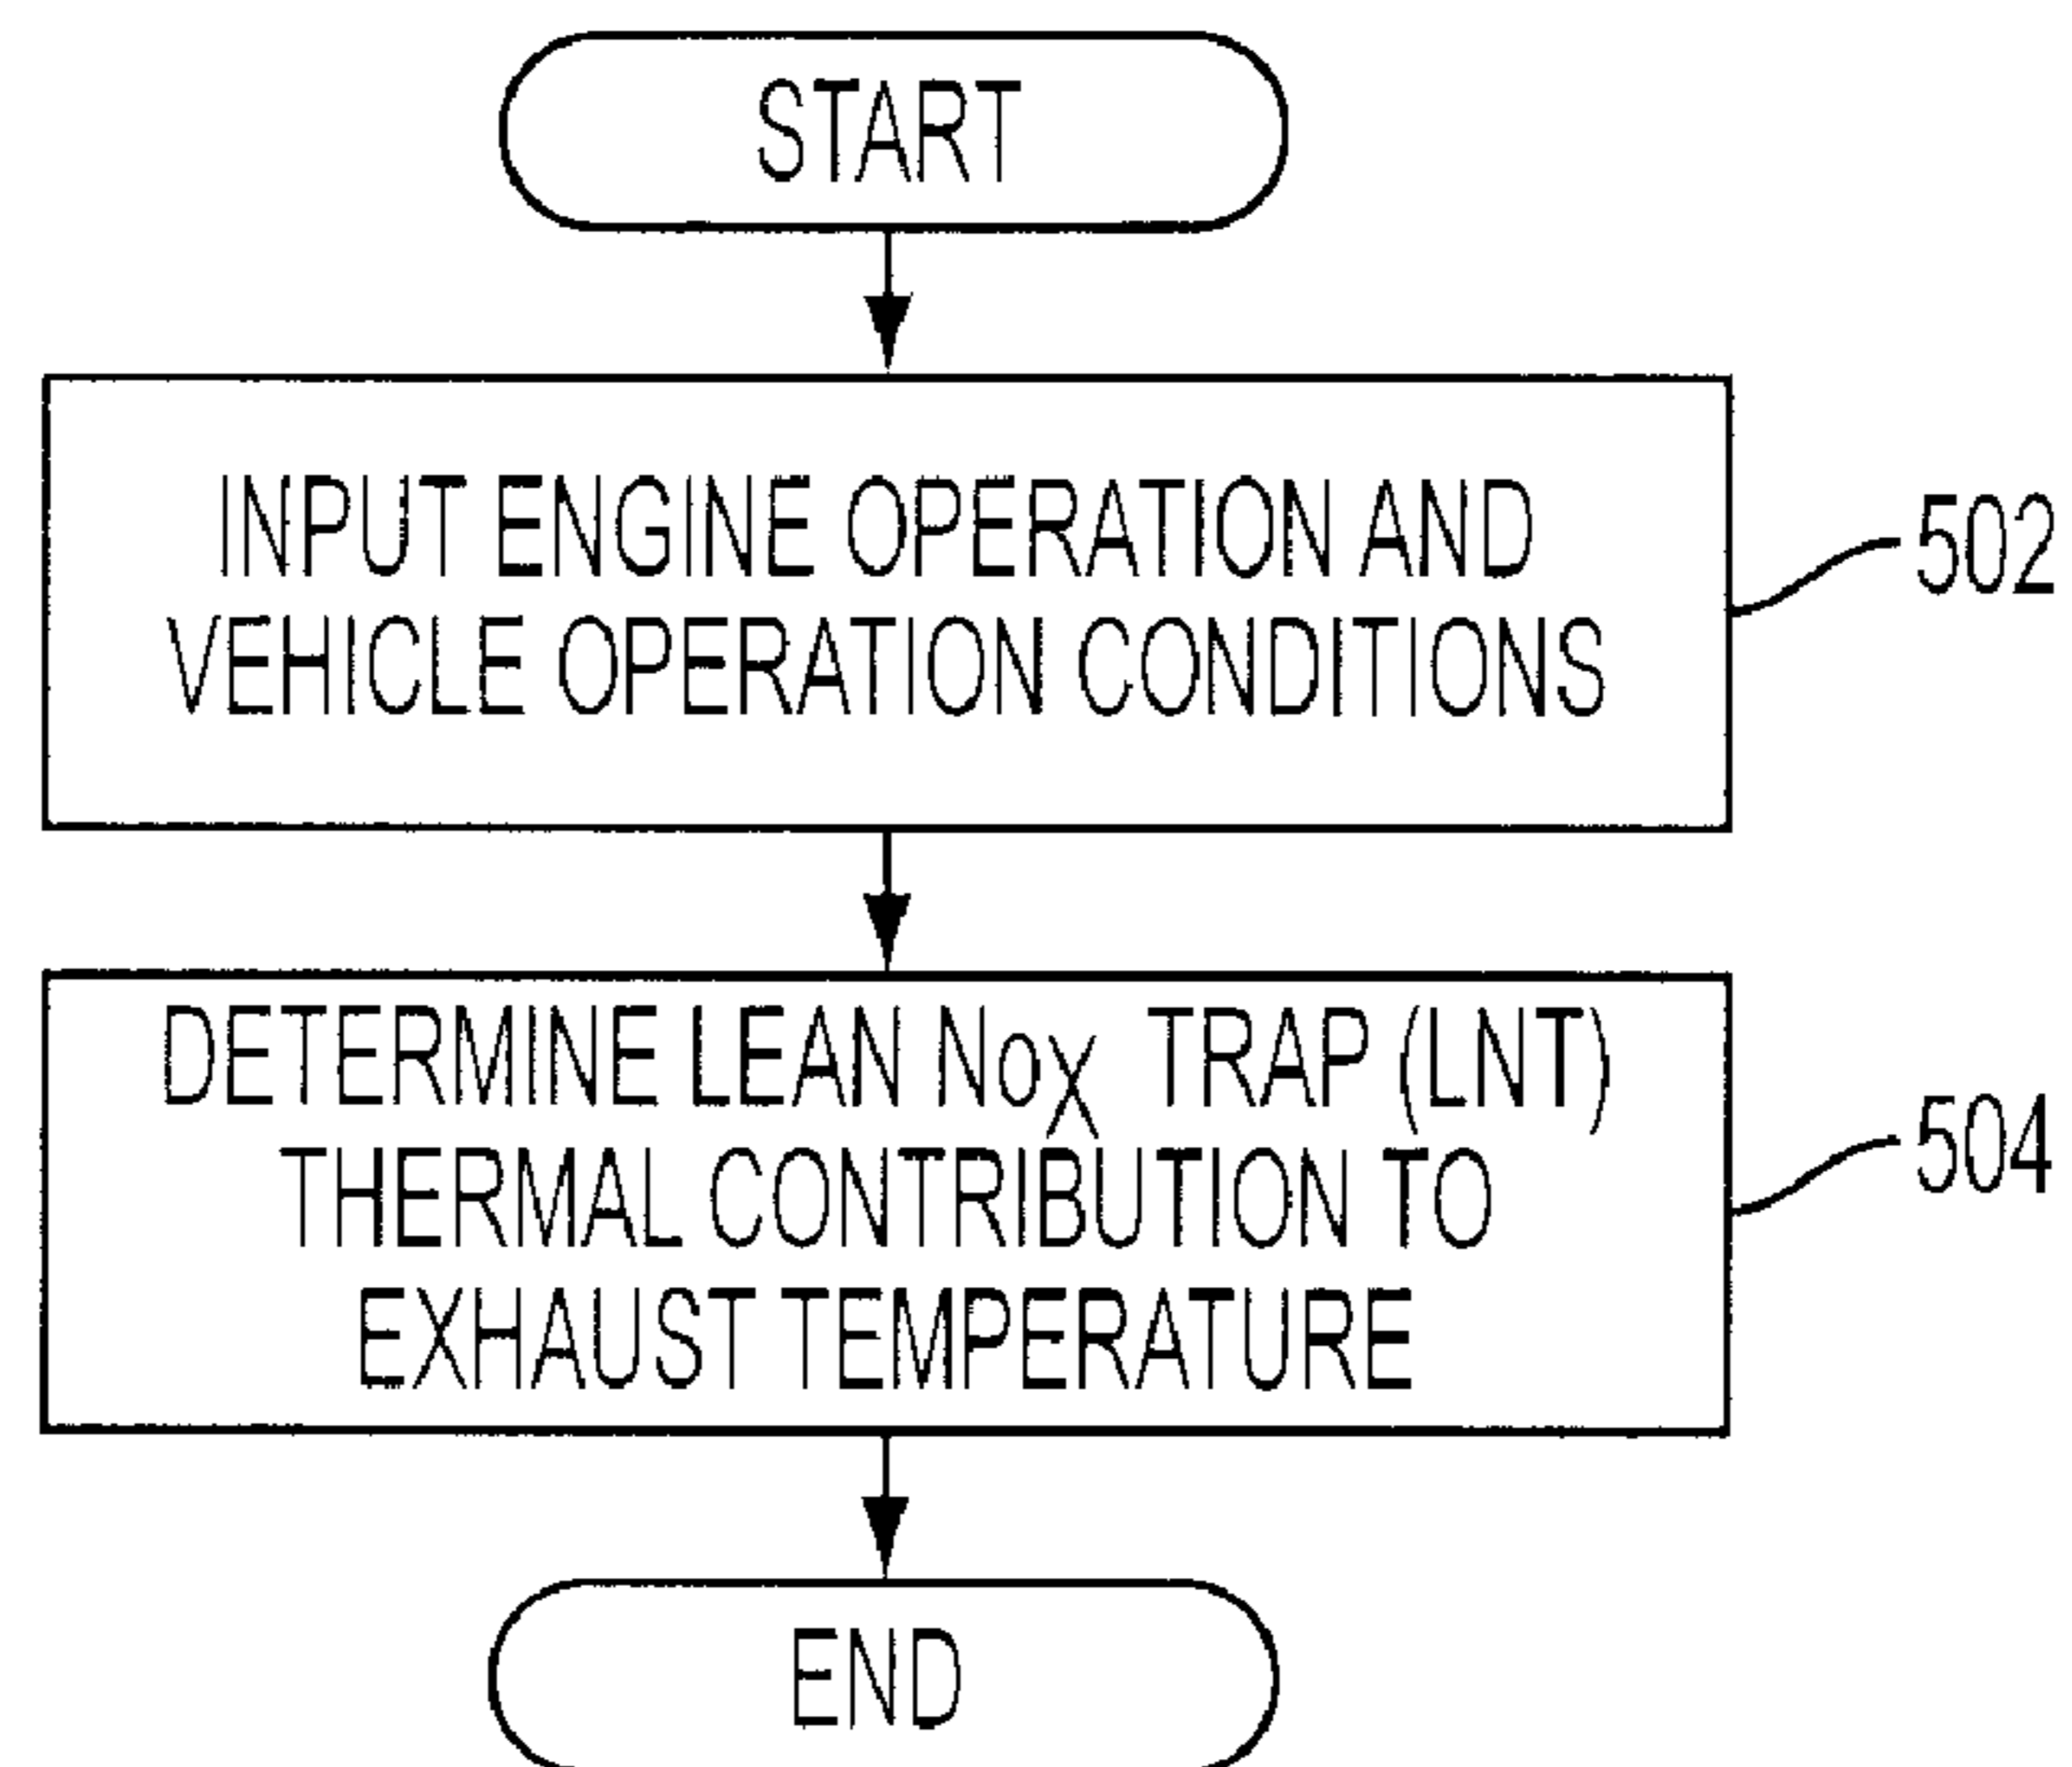 START
INPUT ENGINE OPERATION AND
VEHICLE OPERATION CONDITIONS
502
DETERMINE LEAN NoX TRAP (LNT)
THERMAL CONTRIBUTION TO
EXHAUST TEMPERATURE
504
END